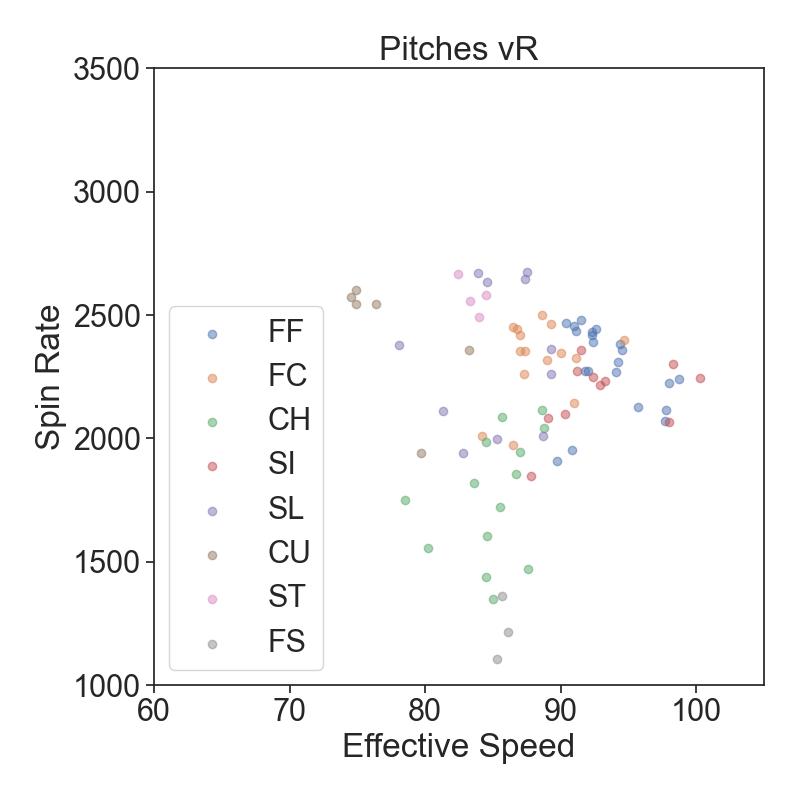 Pitches vR
3500
3000
2500
2000
1500
1000
Spin Rate
FF
FC
CH
SI
SL
CU
ST
FS
60 70 80 90 100
Effective Speed